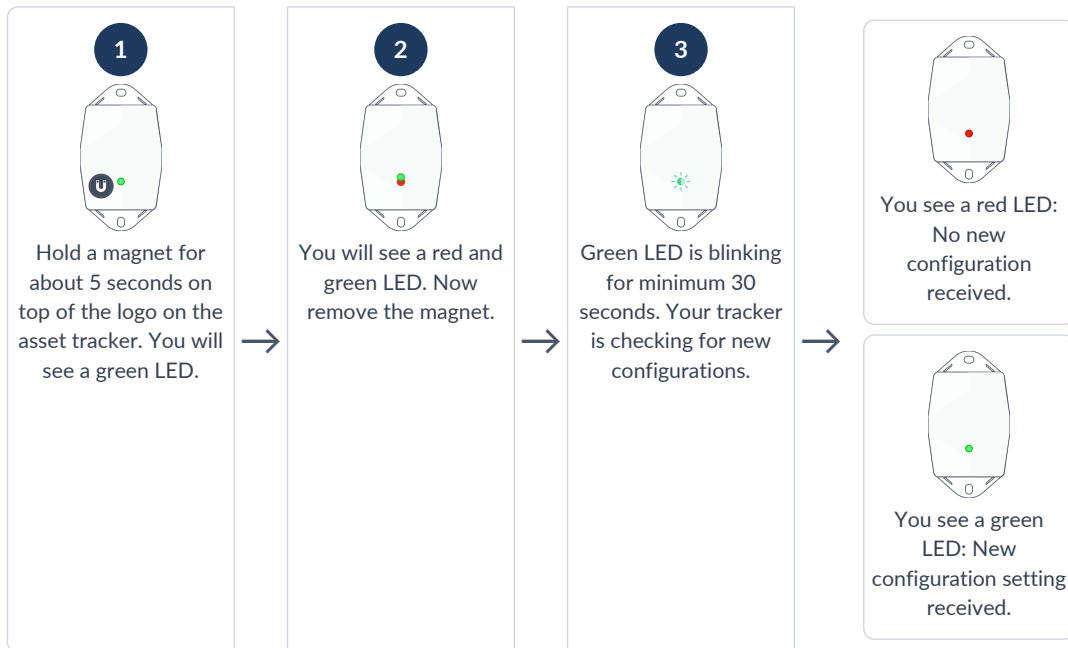 1
Hold a magnet for
about 5 seconds on
top of the logo on the
asset tracker. You will
see a green LED.
2
You will see a red and
green LED. Now
remove the magnet.
3
Green LED is blinking
for minimum 30
seconds. Your tracker
is checking for new
configurations.
You see a red LED:
No new
configuration
received.
You see a green
LED: New
configuration setting
received.